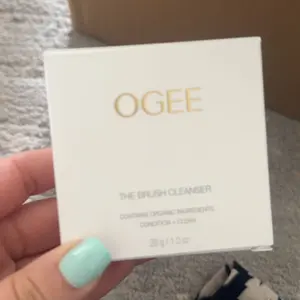 OGEE
THE BRUSH CLEANSER
CONTAINS ORGANIC INGREDIENTS
CONDITION + CLEAN